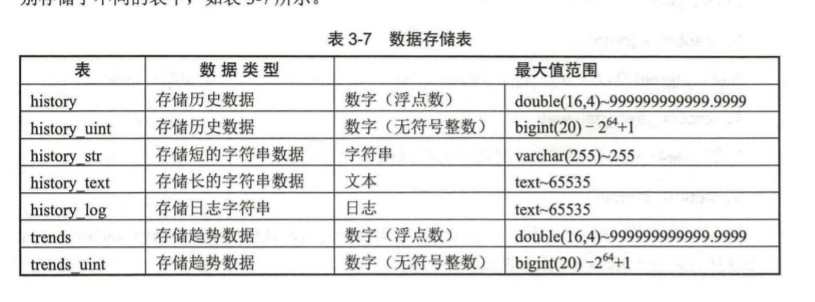 别存储于不同的表中，如表 3-7 所示。
表 3-7 数据存储表
表 数据类型 最大值范围
history 存储历史数据 数字（浮点数） double(16,4)~999999999999.9999
history_uint 存储历史数据 数字（无符号整数） bigint(20) − 2^64+1
history_str 存储短的字符串数据 字符串 varchar(255)~255
history_text 存储长的字符串数据 文本 text~65535
history_log 存储日志字符串 日志 text~65535
trends 存储趋势数据 数字（浮点数） double(16,4)~999999999999.9999
trends_uint 存储趋势数据 数字（无符号整数） bigint(20) −2^64+1